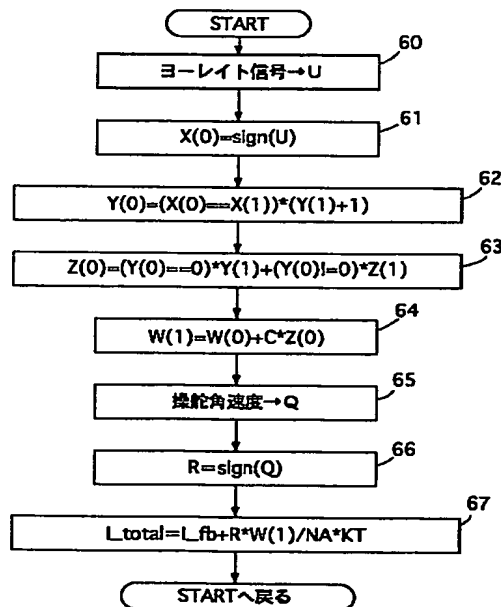 START
60
ヨーレイト信号→U
61
X(0)=sign(U)
62
Y(0)=(X(0)==X(1))*(Y(1)+1)
63
Z(0)=(Y(0)==0)*Y(1)+(Y(0)!=0)*Z(1)
64
W(1)=W(0)+C*Z(0)
65
操舵角速度→Q
66
R=sign(Q)
67
I_total=I_fb+R*W(1)/NA*KT
STARTへ戻る